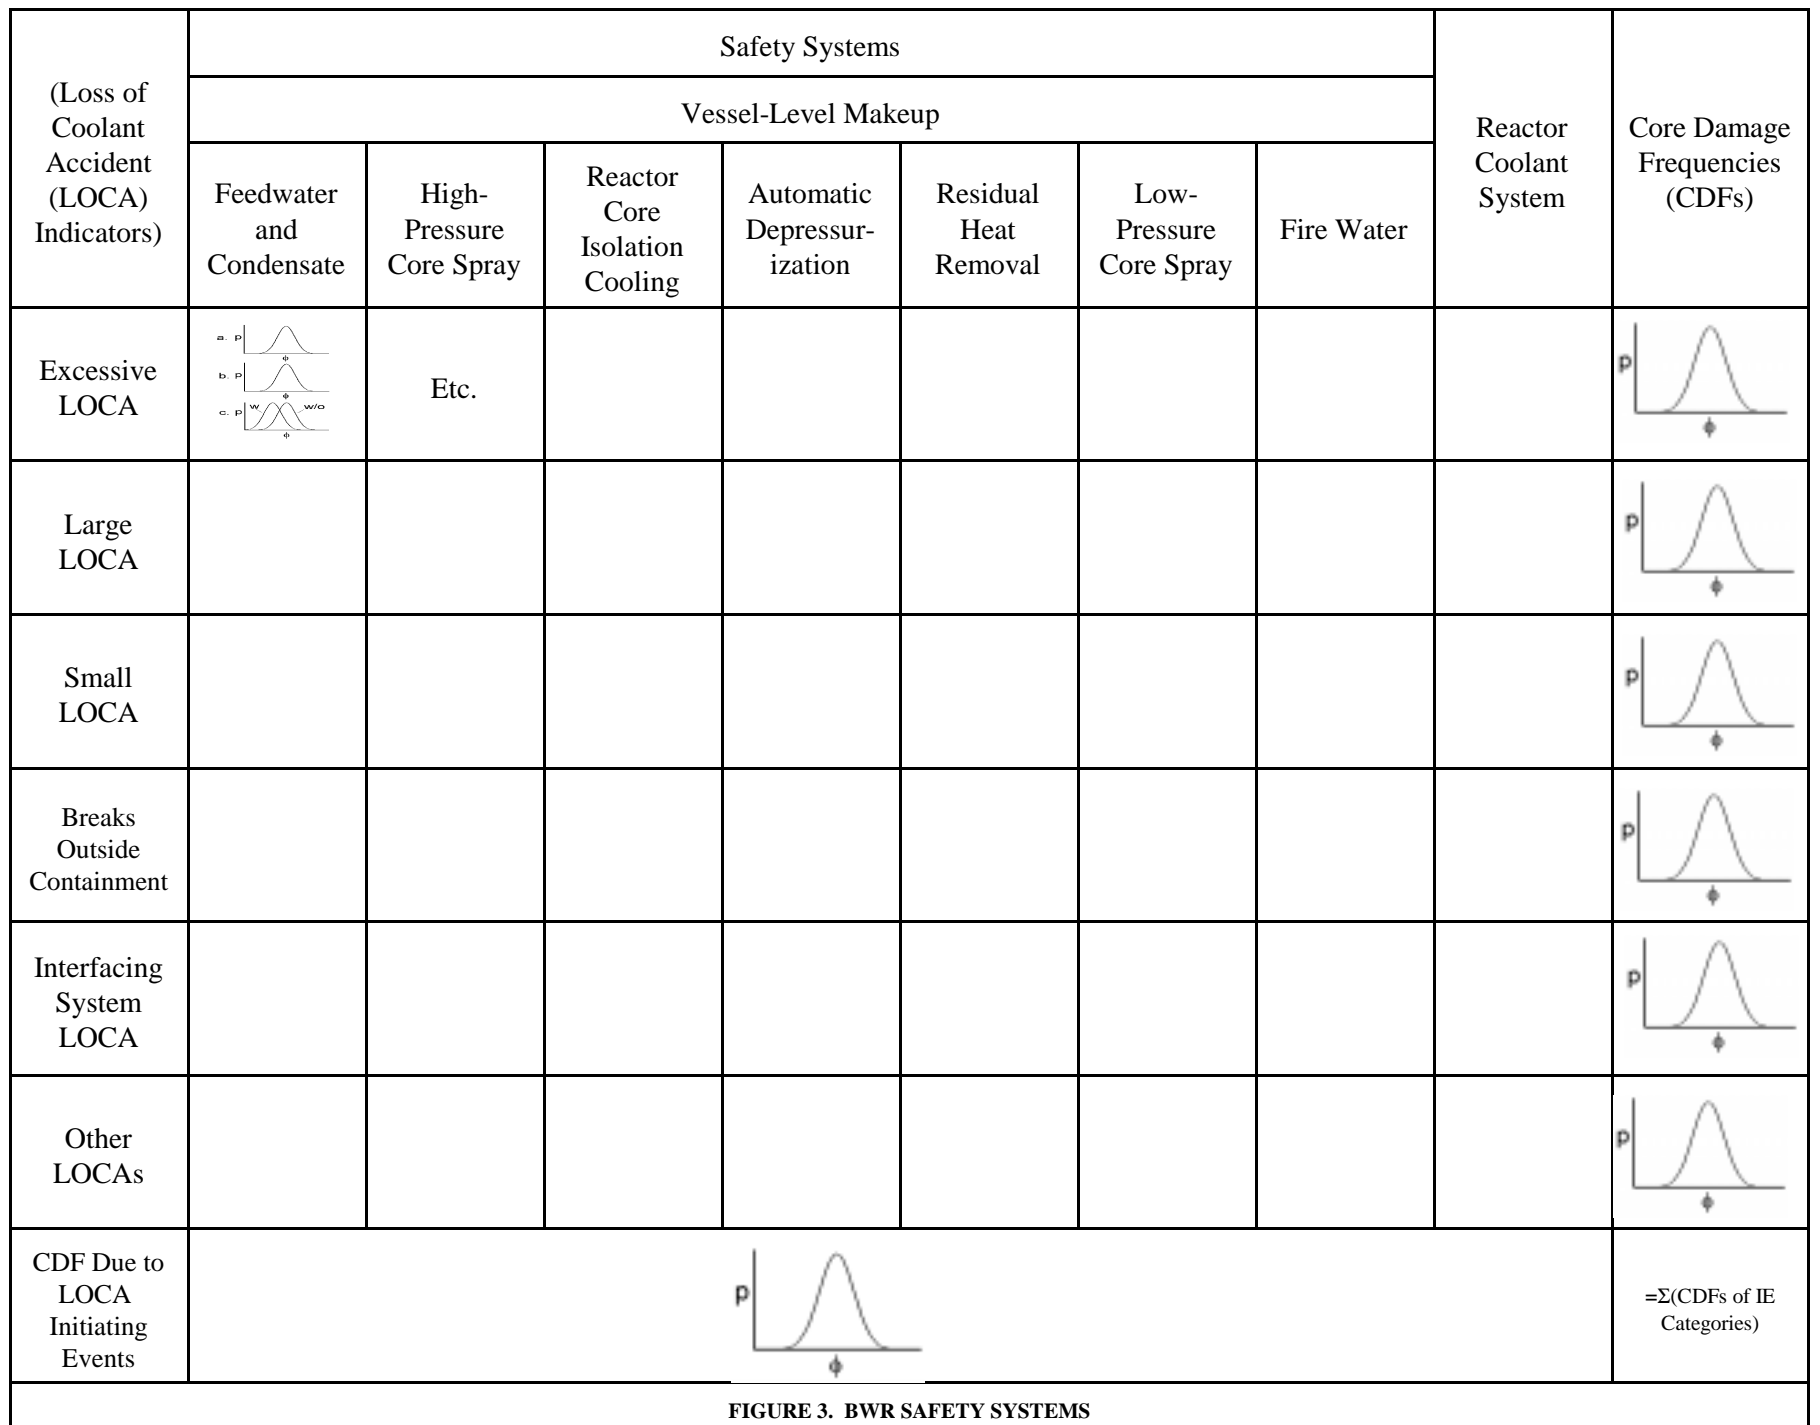 (Loss of
Coolant
Accident
(LOCA)
Indicators)
Safety Systems
Vessel-Level Makeup
Feedwater
and
Condensate
High-
Pressure
Core Spray
Reactor
Core
Isolation
Cooling
Automatic
Depressur-
ization
Residual
Heat
Removal
Low-
Pressure
Core Spray
Fire Water
Reactor
Coolant
System
Core Damage
Frequencies
(CDFs)
Excessive
LOCA
a. p
ϕ
b. p
ϕ
c. p w w/o
ϕ
Etc.
p
ϕ
Large
LOCA
p
ϕ
Small
LOCA
p
ϕ
Breaks
Outside
Containment
p
ϕ
Interfacing
System
LOCA
p
ϕ
Other
LOCAs
p
ϕ
CDF Due to
LOCA
Initiating
Events
p
ϕ
=Σ(CDFs of IE
Categories)
FIGURE 3. BWR SAFETY SYSTEMS